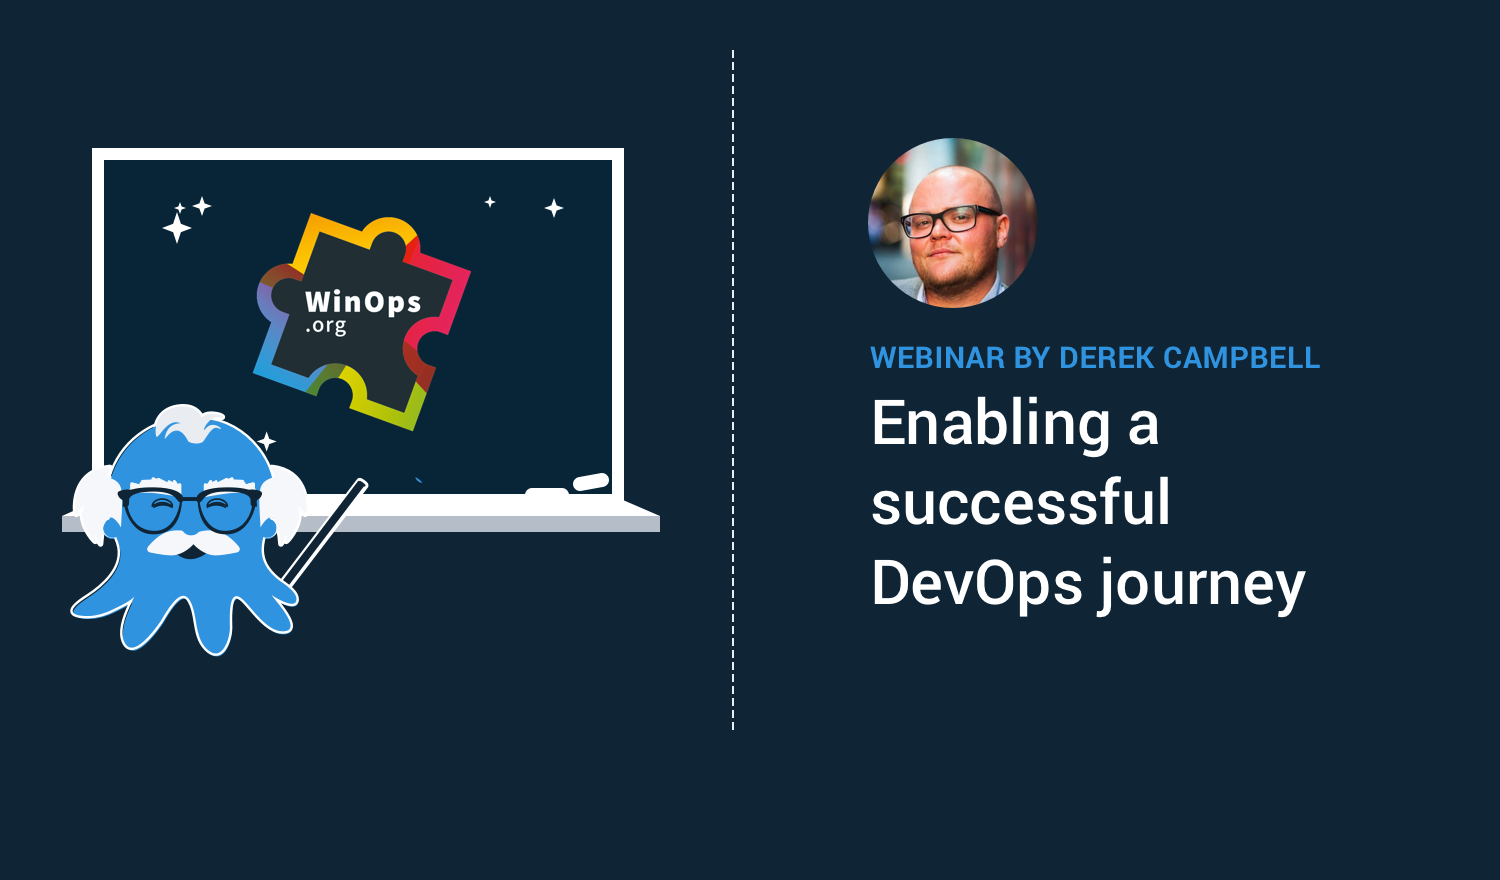 WinOps
.org
WEBINAR BY DEREK CAMPBELL
Enabling a
successful
DevOps journey